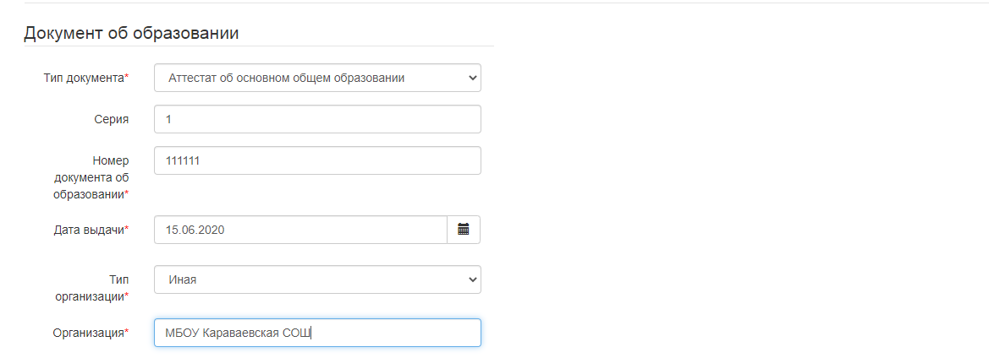 Документ об образовании
Тип документа*
Аттестат об основном общем образовании
Серия
1
Номер
документа об
образовании*
111111
Дата выдачи*
15.06.2020
Тип
организации*
Иная
Организация*
МБОУ Караваевская СОШ